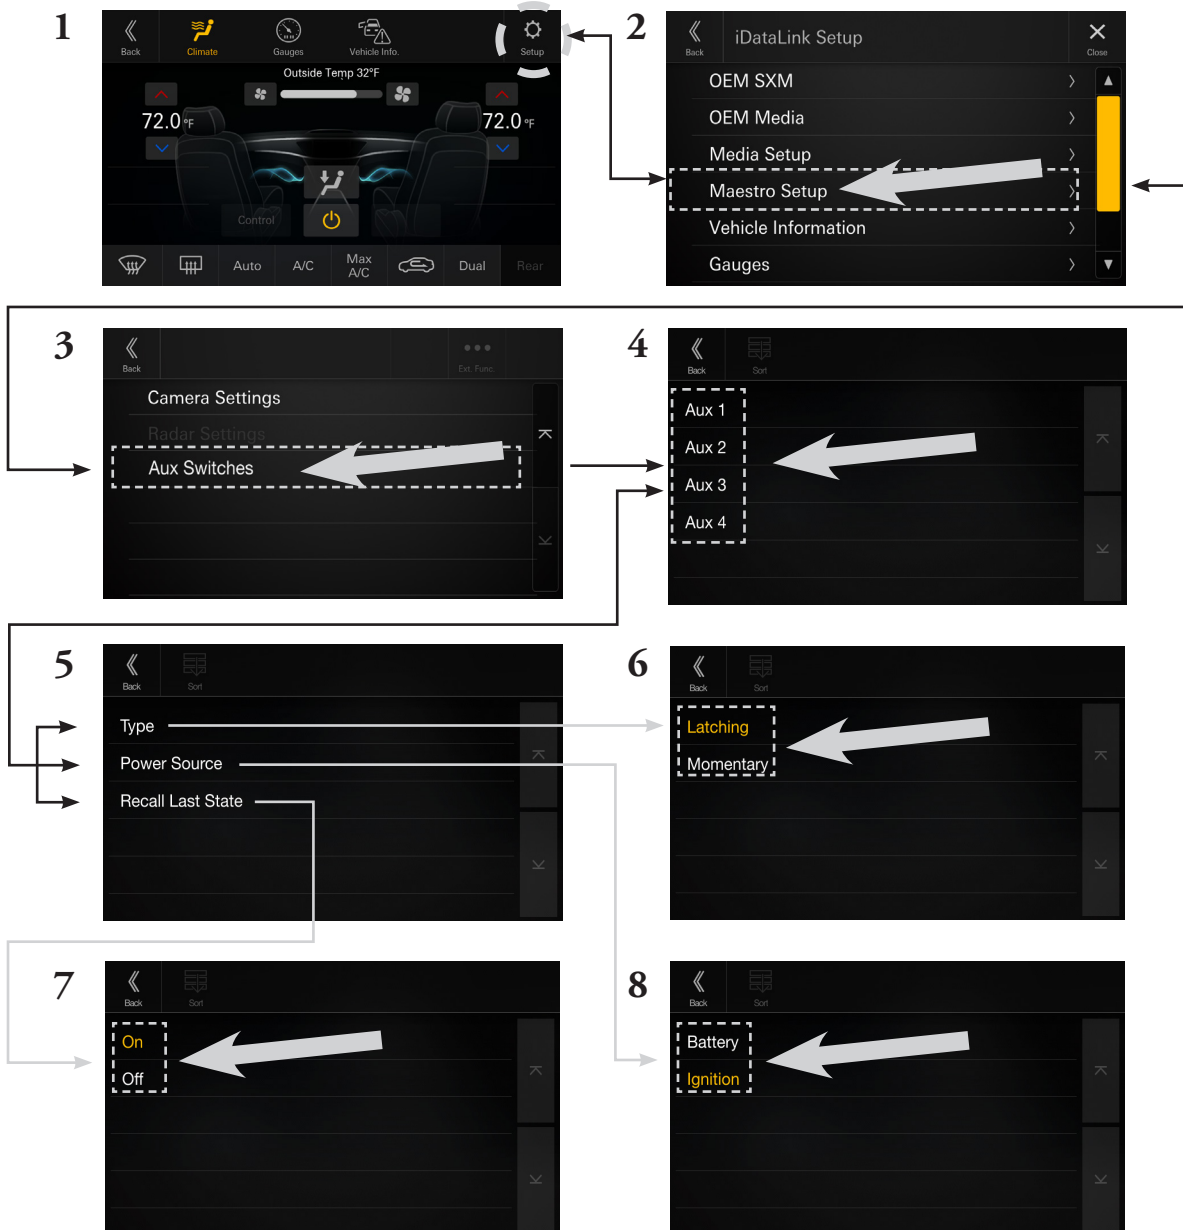 1
Back
Climate
Gauges
Vehicle Info.
Setup
Outside Temp 32°F
72.0 °F
72.0 °F
Control
Auto
A/C
Max
A/C
Dual
Rear
2
Back
iDataLink Setup
Close
OEM SXM
OEM Media
Media Setup
Maestro Setup
Vehicle Information
Gauges
3
Back
Ext. Func.
Camera Settings
Radar Settings
Aux Switches
4
Back
Sort
Aux 1
Aux 2
Aux 3
Aux 4
5
Back
Sort
Type
Power Source
Recall Last State
6
Back
Sort
Latching
Momentary
7
Back
Sort
On
Off
8
Back
Sort
Battery
Ignition